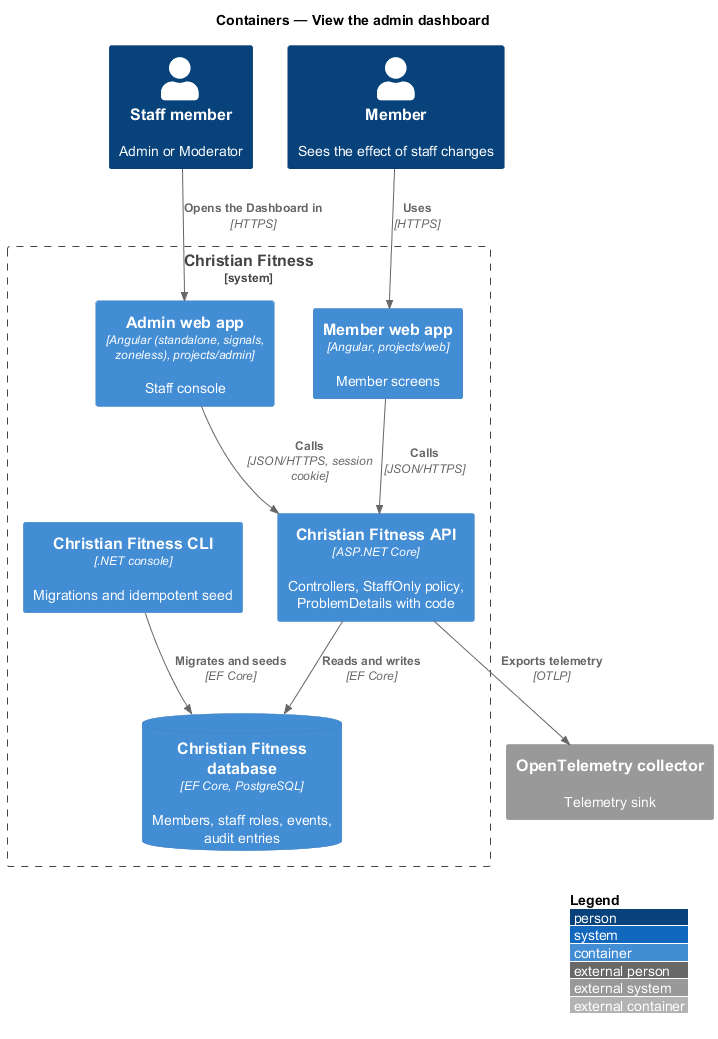 Containers — View the admin dashboard
Staff member
Admin or Moderator
Member
Sees the effect of staff changes
Opens the Dashboard in
[HTTPS]
Uses
[HTTPS]
Christian Fitness
[system]
Admin web app
[Angular (standalone, signals,
zoneless), projects/admin]
Staff console
Member web app
[Angular, projects/web]
Member screens
Calls
[JSON/HTTPS, session
cookie]
Calls
[JSON/HTTPS]
Christian Fitness CLI
[.NET console]
Migrations and idempotent seed
Christian Fitness API
[ASP.NET Core]
Controllers, StaffOnly policy,
ProblemDetails with code
Migrates and seeds
[EF Core]
Reads and writes
[EF Core]
Exports telemetry
[OTLP]
Christian Fitness
database
[EF Core, PostgreSQL]
Members, staff roles, events,
audit entries
OpenTelemetry collector
Telemetry sink
Legend
person
system
container
external person
external system
external container